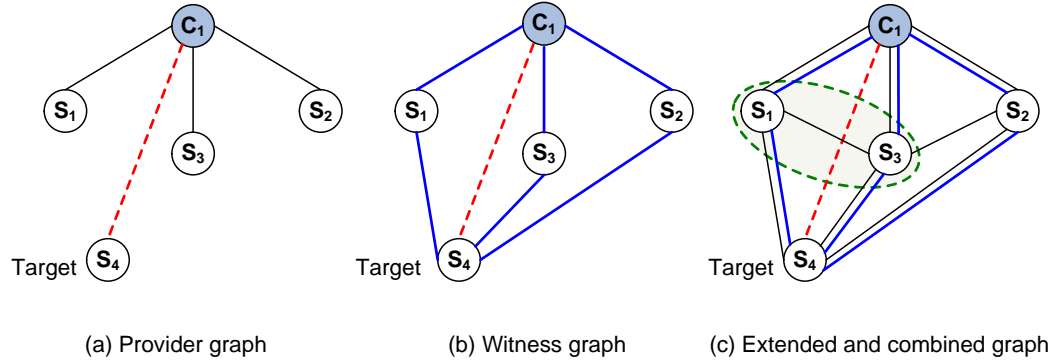 C₁
S₁
S₂
S₃
S₄
Target
(a) Provider graph
C₁
S₁
S₂
S₃
S₄
Target
(b) Witness graph
C₁
S₁
S₂
S₃
S₄
Target
(c) Extended and combined graph